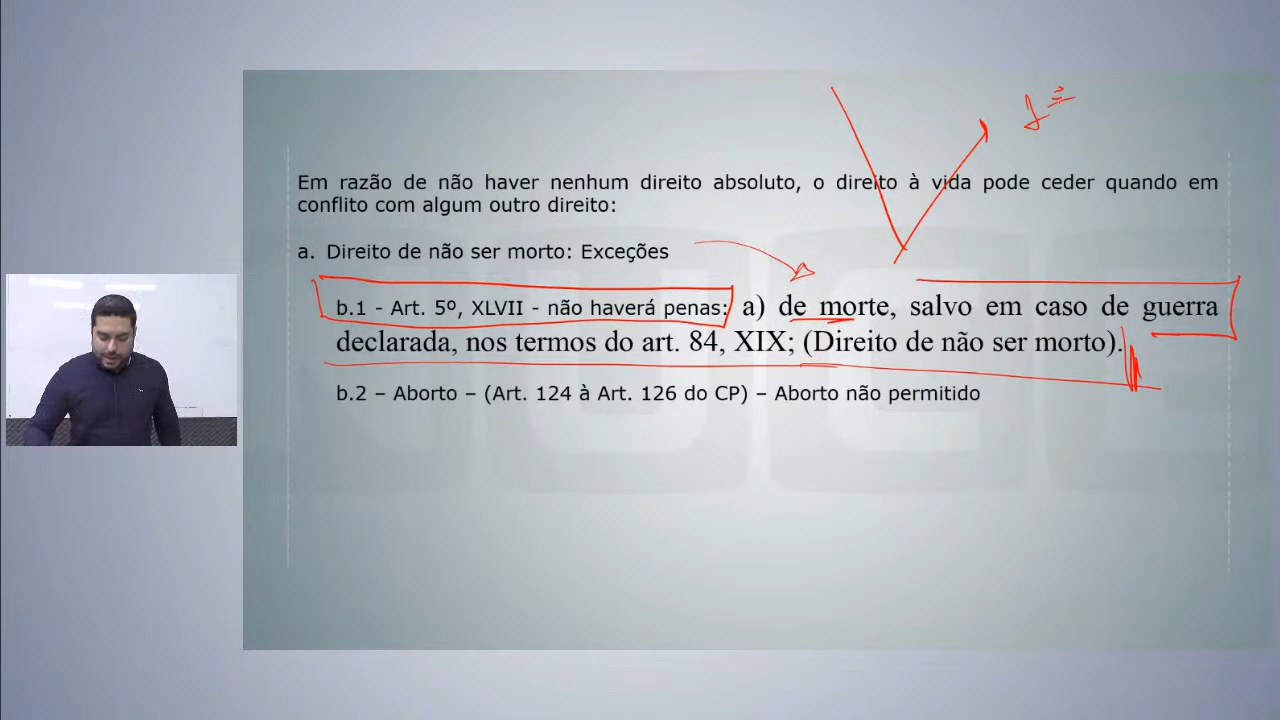 Em razão de não haver nenhum direito absoluto, o direito à vida pode ceder quando em
conflito com algum outro direito:
a. Direito de não ser morto: Exceções
b.1 - Art. 5º, XLVII - não haverá penas: a) de morte, salvo em caso de guerra
declarada, nos termos do art. 84, XIX; (Direito de não ser morto).
b.2 – Aborto – (Art. 124 à Art. 126 do CP) – Aborto não permitido